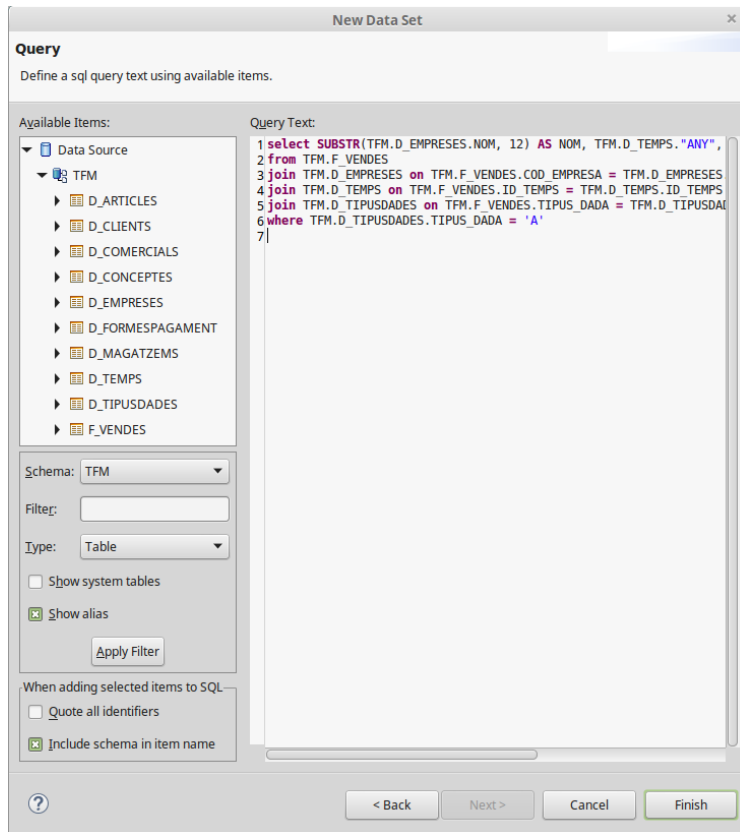 New Data Set
×
Query
Define a sql query text using available items.
Available Items:
Data Source
TFM
D_ARTICLES
D_CLIENTS
D_COMERCIALS
D_CONCEPTES
D_EMPRESES
D_FORMESPAGAMENT
D_MAGATZEMS
D_TEMPS
D_TIPUSDADES
F_VENDES
Schema: TFM
Filter:
Type: Table
Show system tables
Show alias
Apply Filter
When adding selected items to SQL
Quote all identifiers
Include schema in item name
Query Text:
1 select SUBSTR(TFM.D_EMPRESES.NOM, 12) AS NOM, TFM.D_TEMPS."ANY",
2 from TFM.F_VENDES
3 join TFM.D_EMPRESES on TFM.F_VENDES.COD_EMPRESA = TFM.D_EMPRESES
4 join TFM.D_TEMPS on TFM.F_VENDES.ID_TEMPS = TFM.D_TEMPS.ID_TEMPS
5 join TFM.D_TIPUSDADES on TFM.F_VENDES.TIPUS_DADA = TFM.D_TIPUSDAD
6 where TFM.D_TIPUSDADES.TIPUS_DADA = 'A'
7
?
< Back Next > Cancel Finish